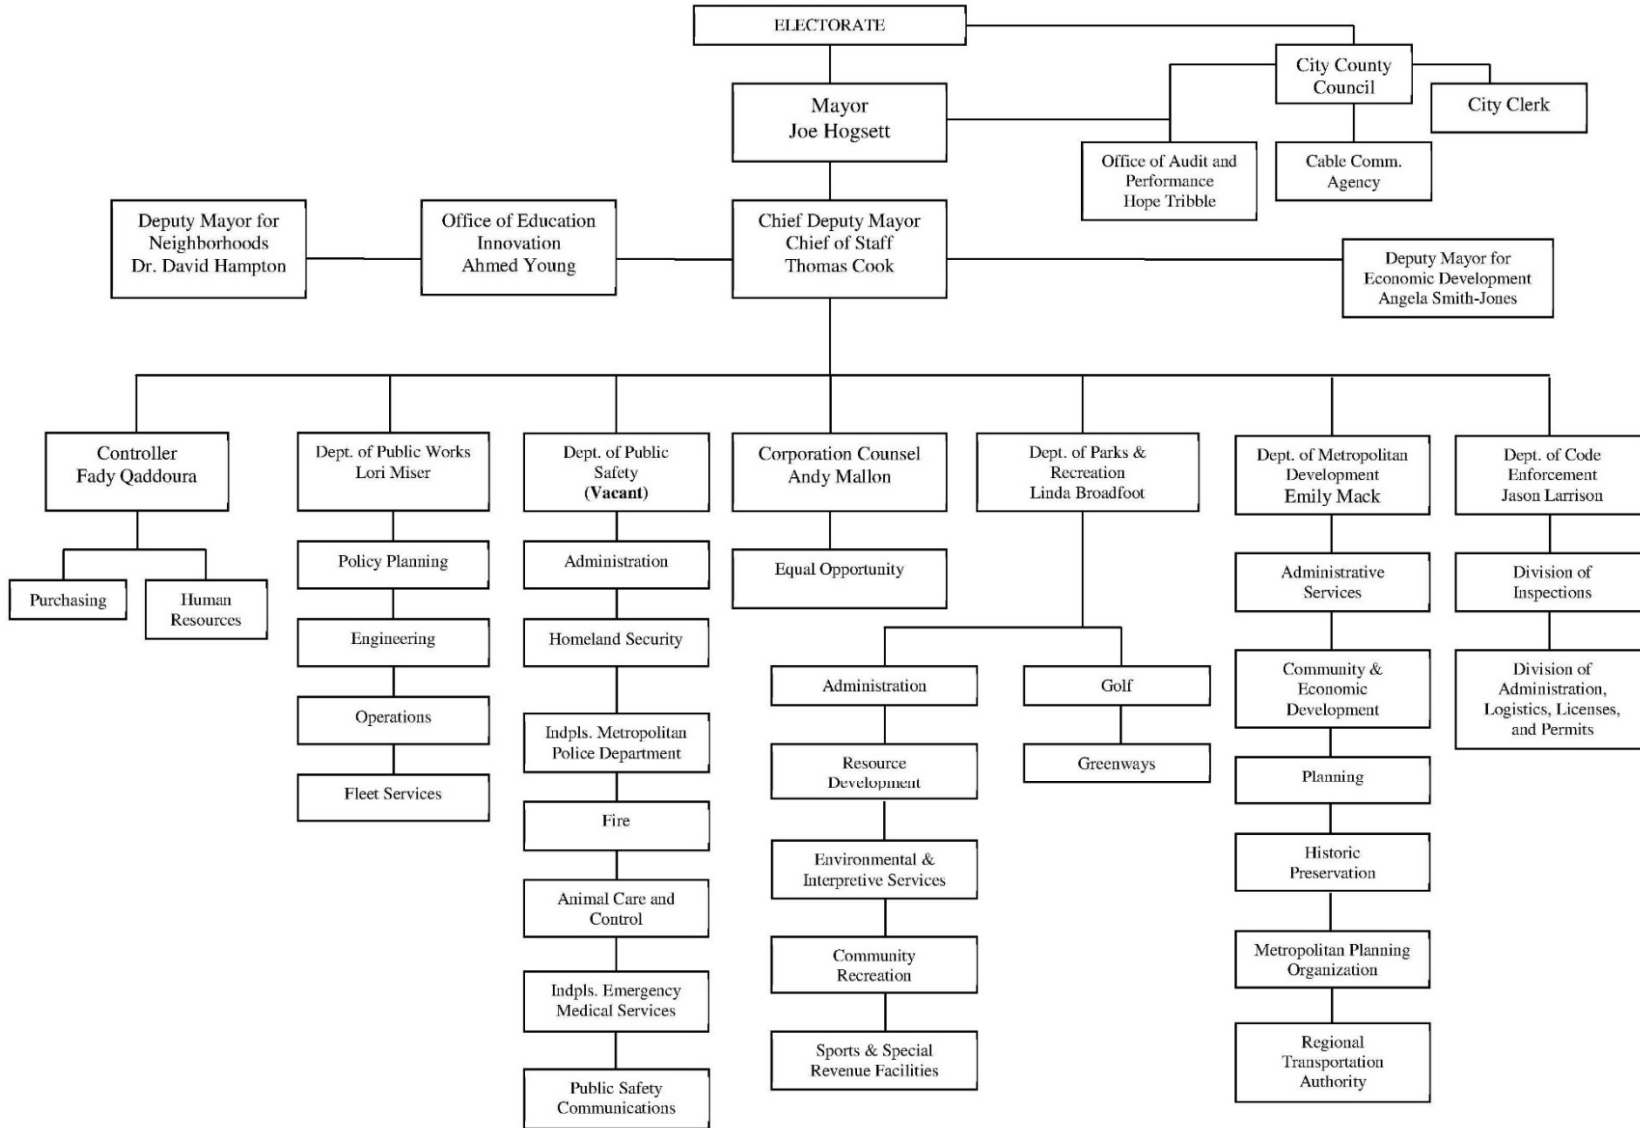 ELECTORATE
City County
Council
City Clerk
Mayor
Joe Hogsett
Office of Audit and
Performance
Hope Tribble
Cable Comm.
Agency
Deputy Mayor for
Neighborhoods
Dr. David Hampton
Office of Education
Innovation
Ahmed Young
Chief Deputy Mayor
Chief of Staff
Thomas Cook
Deputy Mayor for
Economic Development
Angela Smith-Jones
Controller
Fady Qaddoura
Purchasing
Human
Resources
Dept. of Public Works
Lori Miser
Policy Planning
Engineering
Operations
Fleet Services
Dept. of Public
Safety
(Vacant)
Administration
Homeland Security
Indpls. Metropolitan
Police Department
Fire
Animal Care and
Control
Indpls. Emergency
Medical Services
Public Safety
Communications
Corporation Counsel
Andy Mallon
Equal Opportunity
Dept. of Parks &
Recreation
Linda Broadfoot
Administration
Resource
Development
Environmental &
Interpretive Services
Community
Recreation
Sports & Special
Revenue Facilities
Golf
Greenways
Dept. of Metropolitan
Development
Emily Mack
Administrative
Services
Community &
Economic
Development
Planning
Historic
Preservation
Metropolitan Planning
Organization
Regional
Transportation
Authority
Dept. of Code
Enforcement
Jason Larrison
Division of
Inspections
Division of
Administration,
Logistics, Licenses,
and Permits